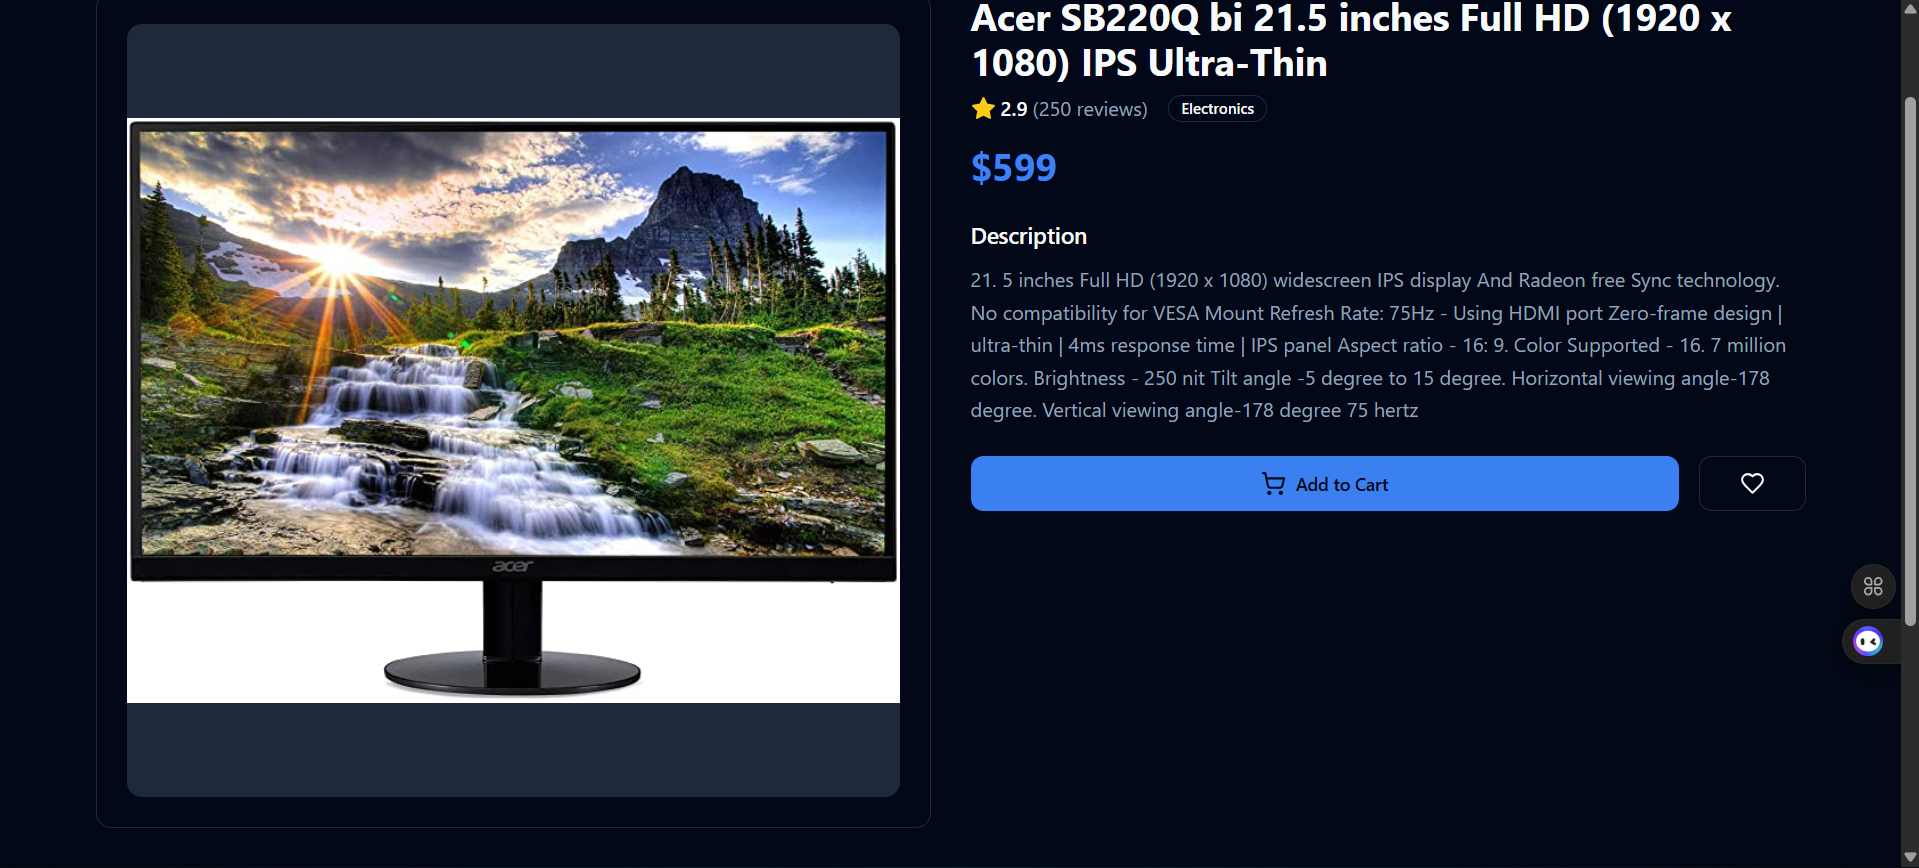 Acer SB220Q bi 21.5 inches Full HD (1920 x
1080) IPS Ultra-Thin
2.9 (250 reviews) Electronics
$599
Description
21. 5 inches Full HD (1920 x 1080) widescreen IPS display And Radeon free Sync technology.
No compatibility for VESA Mount Refresh Rate: 75Hz - Using HDMI port Zero-frame design |
ultra-thin | 4ms response time | IPS panel Aspect ratio - 16: 9. Color Supported - 16. 7 million
colors. Brightness - 250 nit Tilt angle -5 degree to 15 degree. Horizontal viewing angle-178
degree. Vertical viewing angle-178 degree 75 hertz
Add to Cart
acer